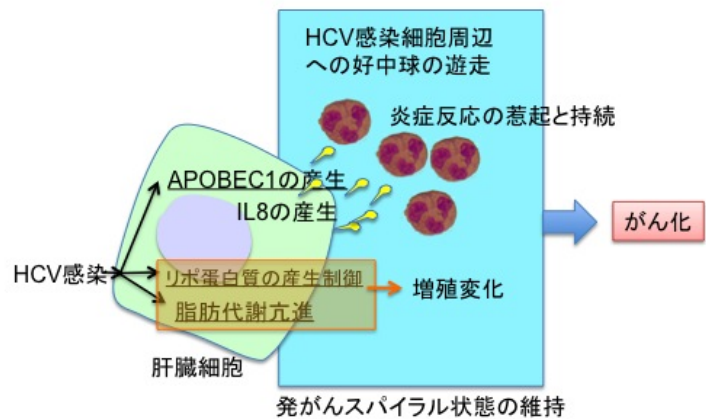 HCV感染細胞周辺
への好中球の遊走
炎症反応の惹起と持続
APOBEC1の産生
IL8の産生
がん化
HCV感染
リポ蛋白質の産生制御
増殖変化
脂肪代謝亢進
肝臓細胞
発がんスパイラル状態の維持